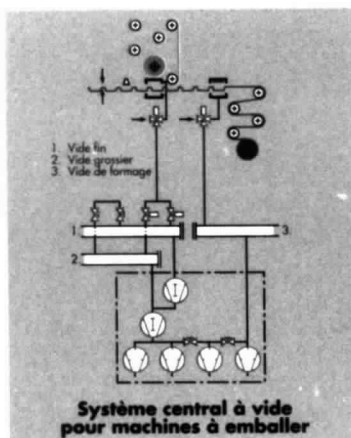 1. Vide fin
2. Vide grossier
3. Vide de formage
1.
3.
2.
I
I
Système central à vide
pour machines à emballer